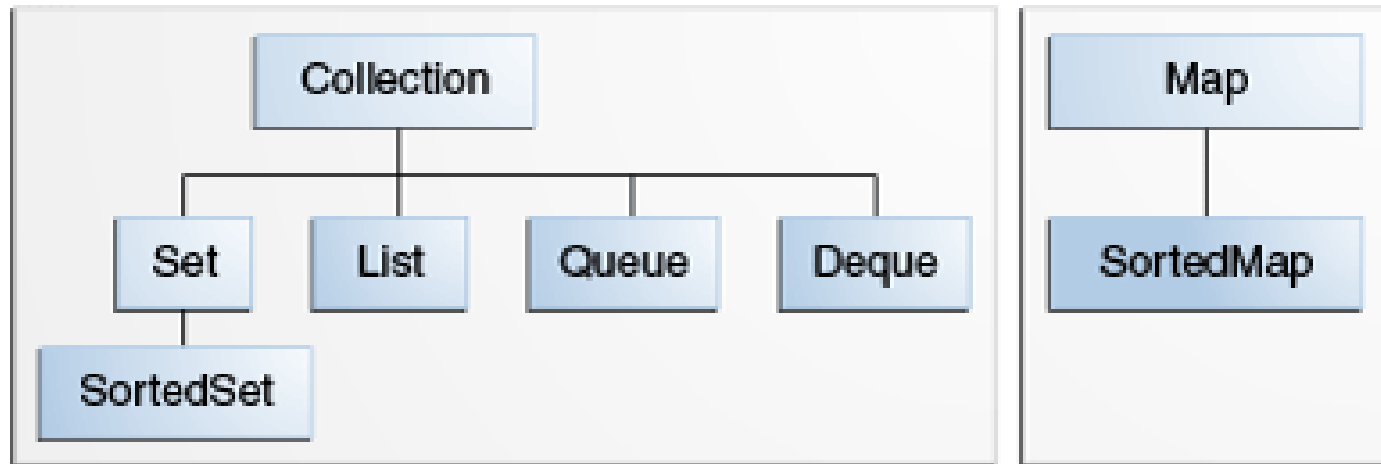 Collection
Map
Set
List
Queue
Deque
SortedMap
SortedSet